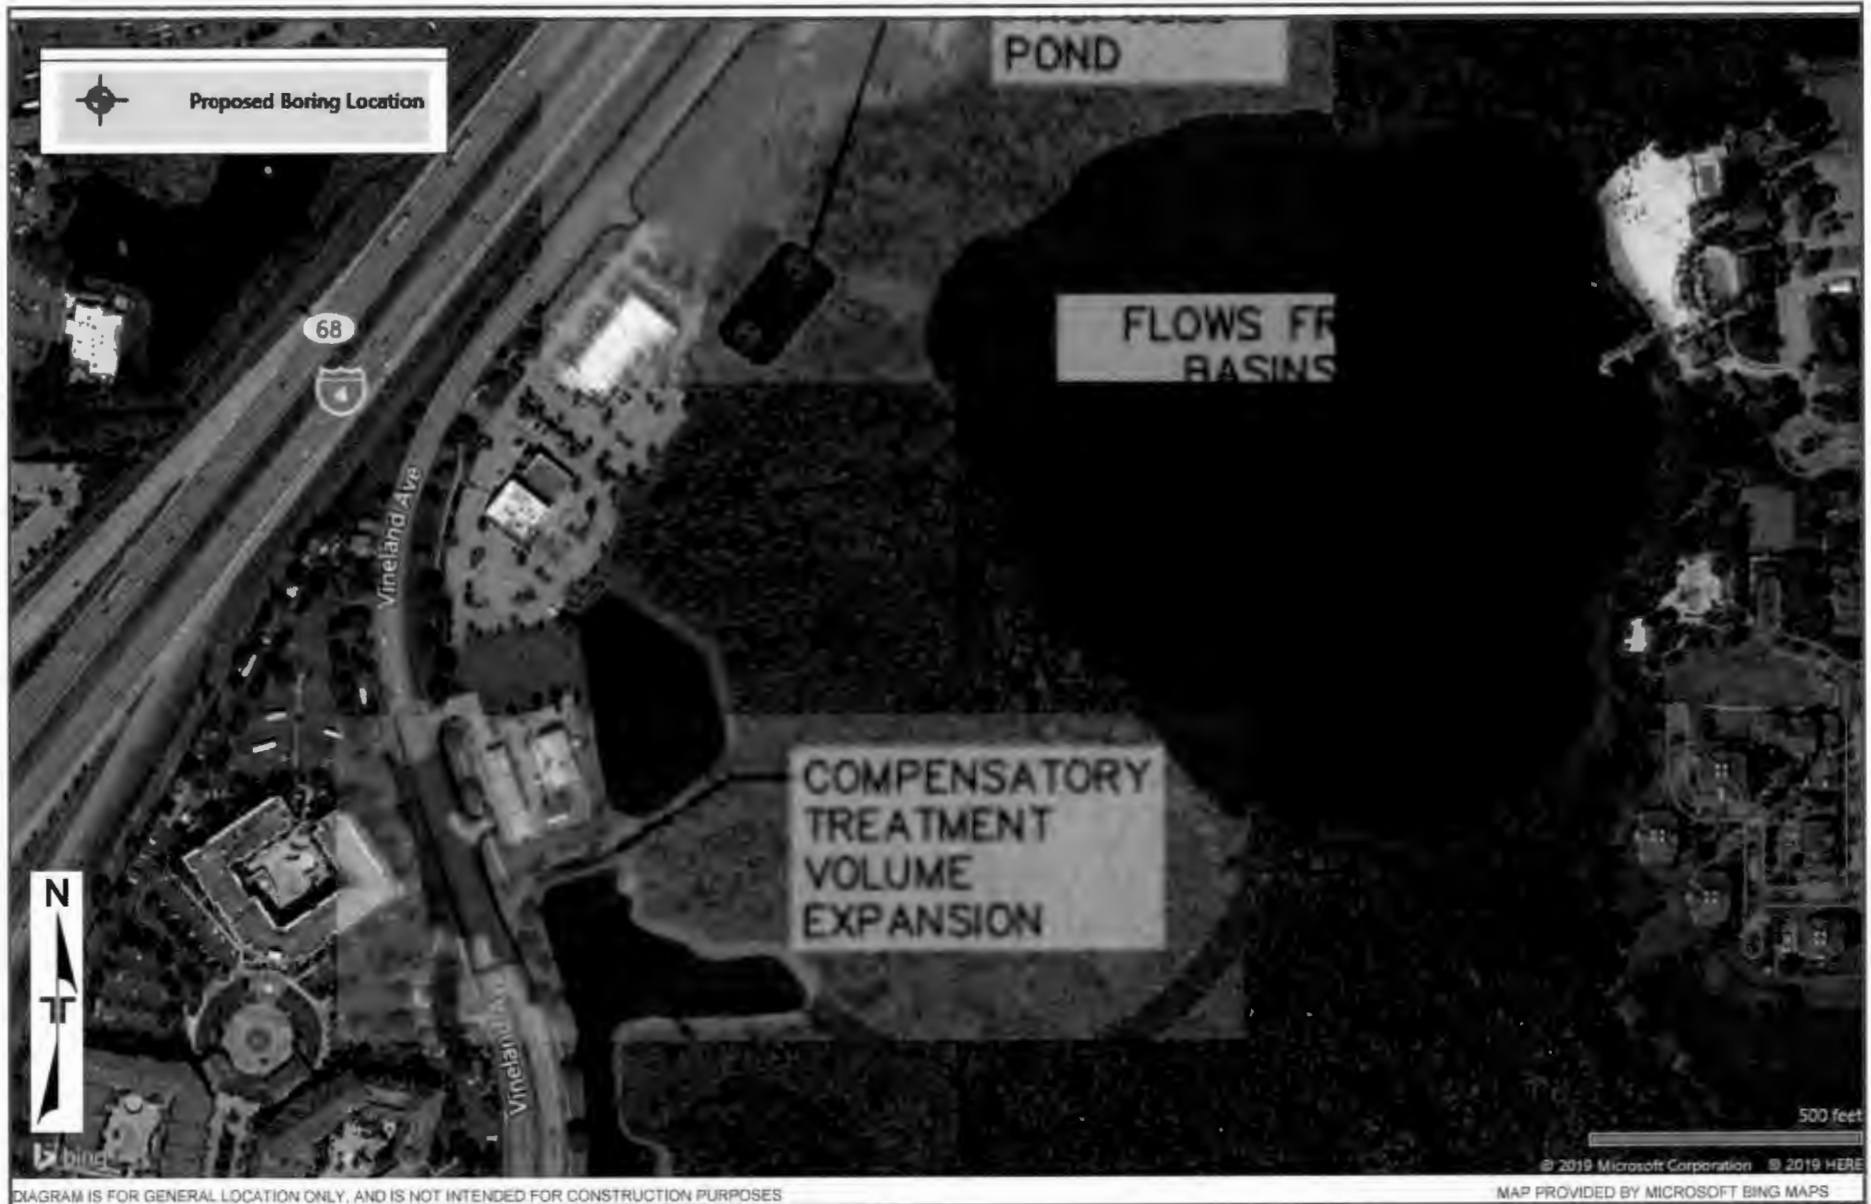 POND
Proposed Boring Location
FLOWS FR
BASINS
68
4
Vineland Ave
COMPENSATORY
TREATMENT
VOLUME
EXPANSION
N
Vineland
500 feet
bing
© 2019 Microsoft Corporation © 2019 HERE
DIAGRAM IS FOR GENERAL LOCATION ONLY, AND IS NOT INTENDED FOR CONSTRUCTION PURPOSES
MAP PROVIDED BY MICROSOFT BING MAPS